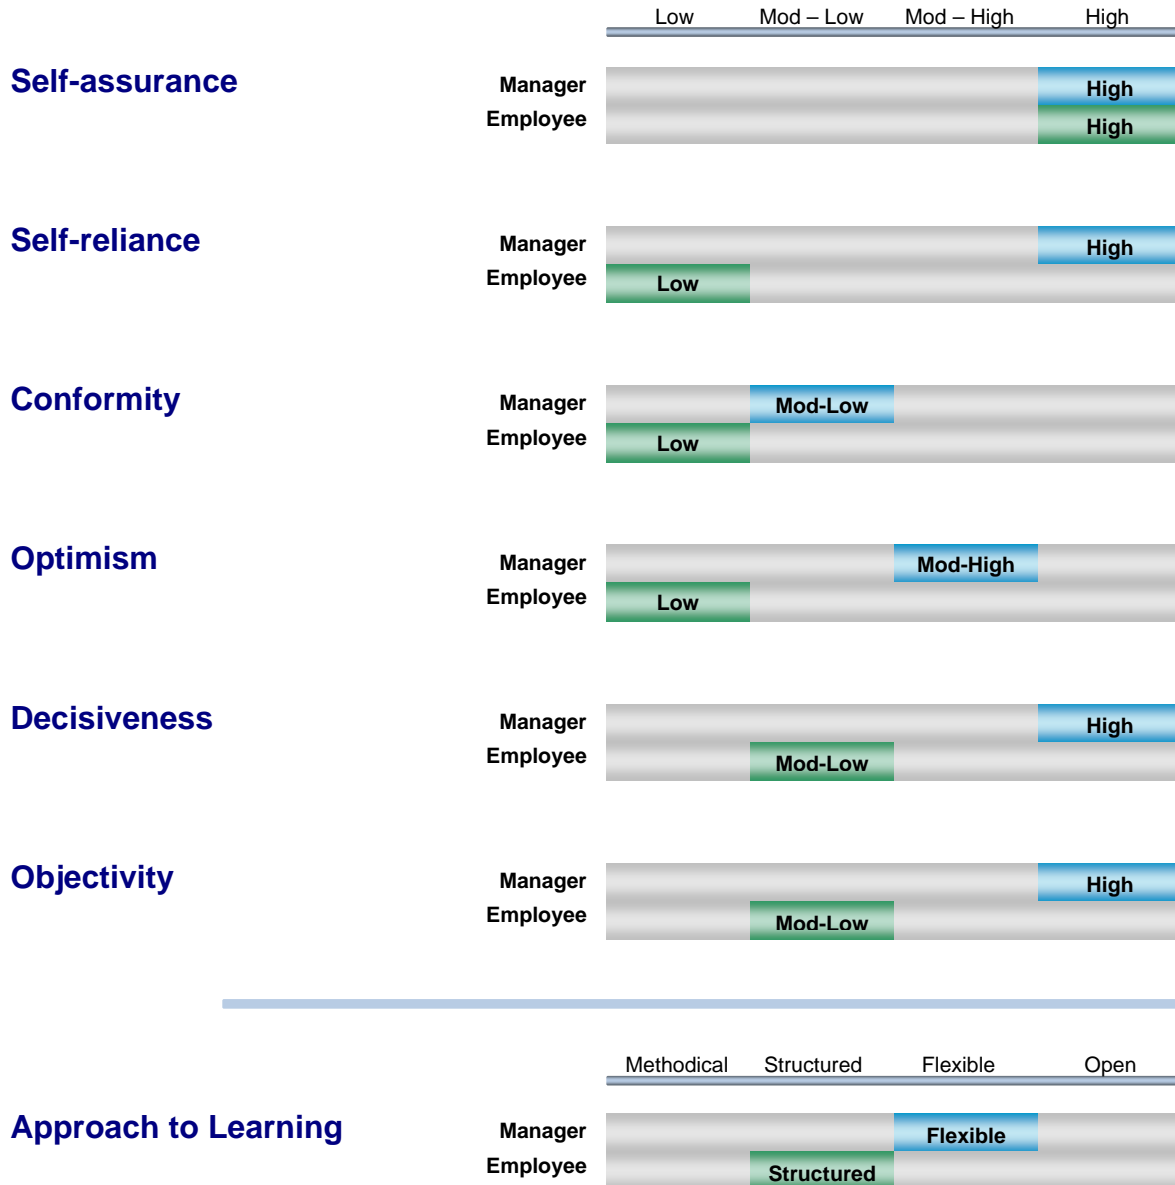 Low Mod – Low Mod – High High
Self-assurance Manager High
Employee High
Self-reliance Manager High
Employee Low
Conformity Manager Mod-Low
Employee Low
Optimism Manager Mod-High
Employee Low
Decisiveness Manager High
Employee Mod-Low
Objectivity Manager High
Employee Mod-Low
Methodical Structured Flexible Open
Approach to Learning Manager Flexible
Employee Structured